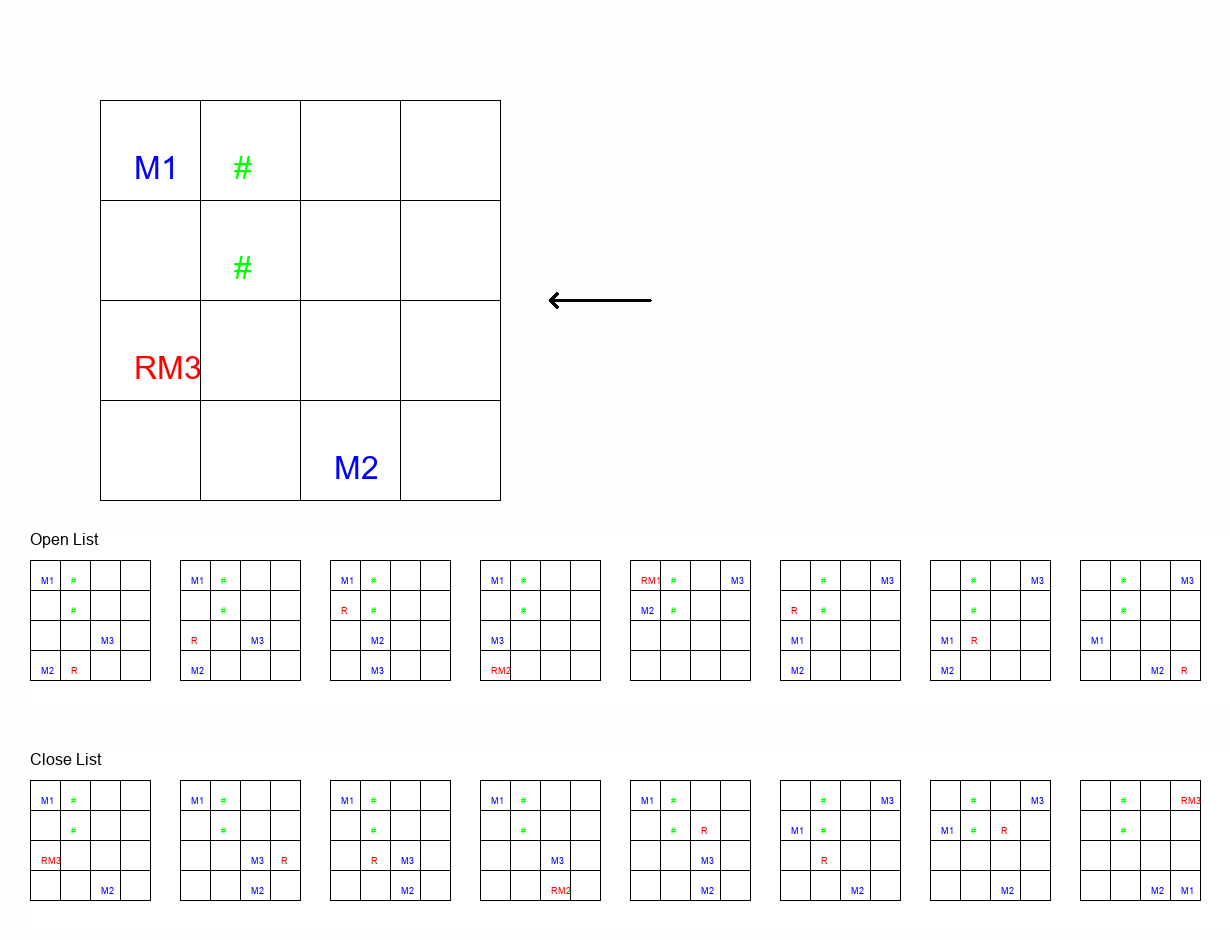 M1 #
#
RM3
M2
Open List
M1 # M1 # M1 # M1 # RM1 # M3 # M3 # M3 # M3
# # R # # M2 # R # # #
M3 R M3 M2 M3 M1 M1 R M1
M2 R M2 M3 RM2 M2 M2 M2 R
Close List
M1 # M1 # M1 # M1 # M1 # # M3 # M3 # RM3
# # # # # R M1 # M1 # R #
RM3 M3 R R M3 M3 M3 R
M2 M2 M2 RM2 M2 M2 M2 M2 M1